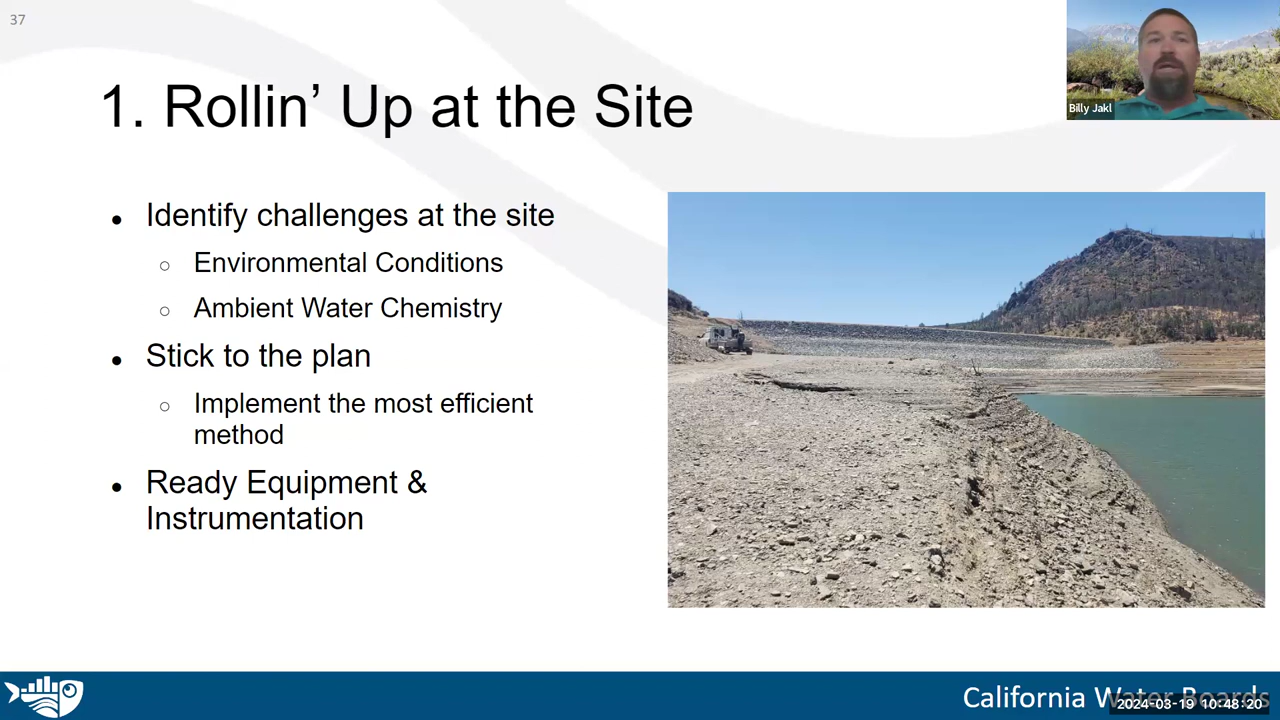 37
Billy Jakl
1. Rollin’ Up at the Site
● Identify challenges at the site
○ Environmental Conditions
○ Ambient Water Chemistry
● Stick to the plan
○ Implement the most efficient
method
● Ready Equipment &
Instrumentation
California Water Boards
2024-03-19 10:48:20